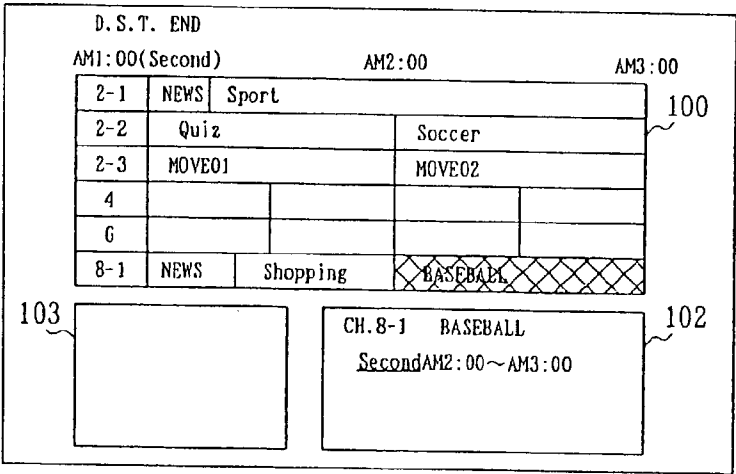 D.S.T. END
AM1:00(Second) AM2:00 AM3:00
2-1 NEWS Sport
100
2-2 Quiz Soccer
2-3 MOVE01 MOVE02
4
G
8-1 NEWS Shopping BASEBALL
103
CH.8-1 BASEBALL
102
SecondAM2:00~AM3:00